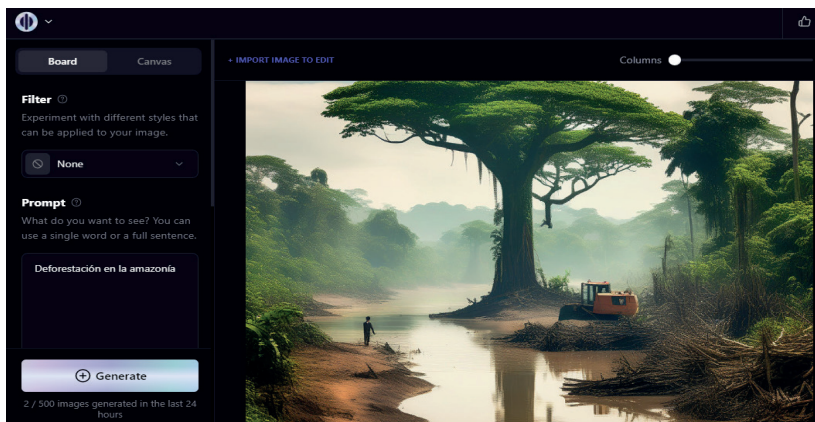 Board
Canvas
+ IMPORT IMAGE TO EDIT
Columns
Filter
Experiment with different styles that
can be applied to your image.
None
Prompt
What do you want to see? You can
use a single word or a full sentence.
Deforestación en la amazonía
Generate
2 / 500 images generated in the last 24
hours